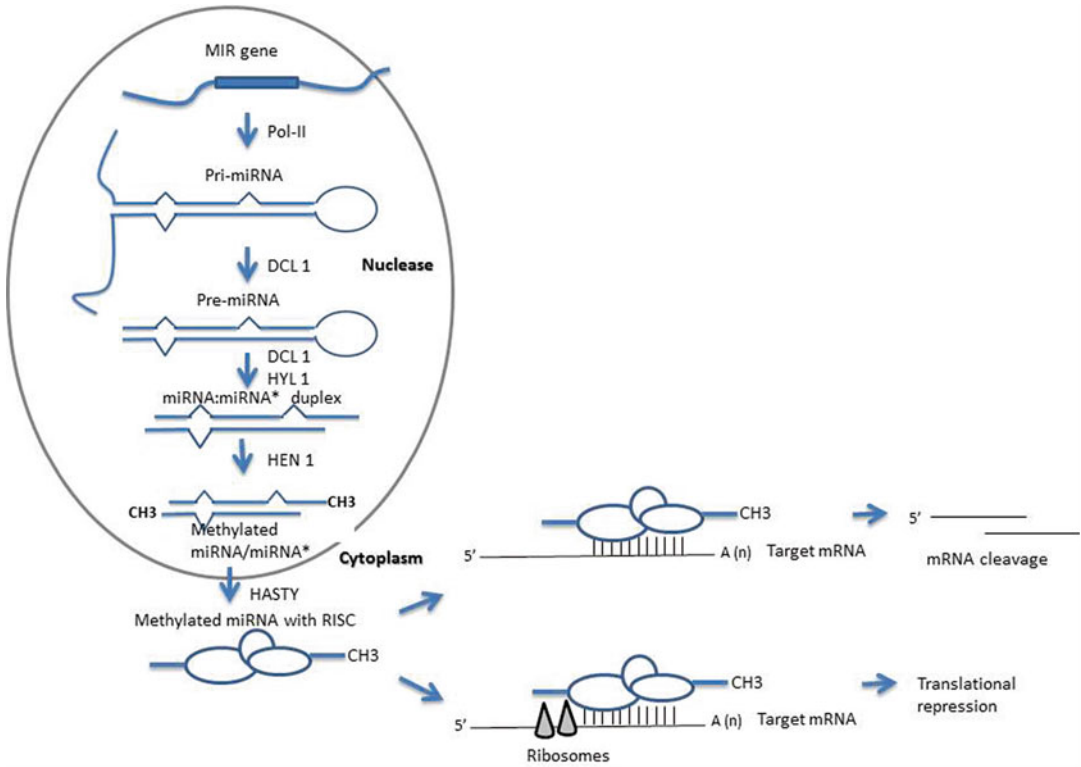 MIR gene
Pol-II
Pri-miRNA
DCL 1
Nuclease
Pre-miRNA
DCL 1
HYL 1
miRNA:miRNA* duplex
HEN 1
CH3
CH3
Methylated
miRNA/miRNA*
Cytoplasm
HASTY
Methylated miRNA with RISC
CH3
CH3
5’
A (n) Target mRNA
5’
mRNA cleavage
CH3
5’
A (n) Target mRNA
Ribosomes
Translational
repression